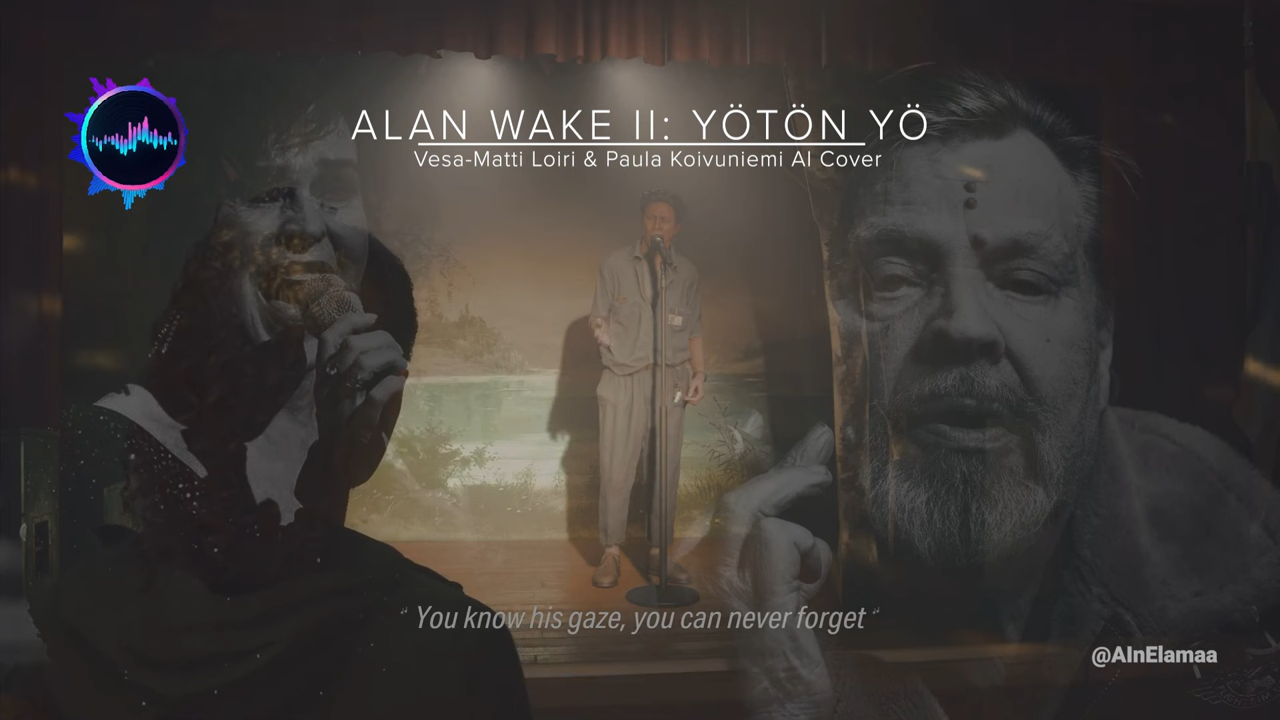 ALAN WAKE II: YÖTÖN YÖ
Vesa-Matti Loiri & Paula Koivuniemi AI Cover
“ You know his gaze, you can never forget “
@AInElamaa